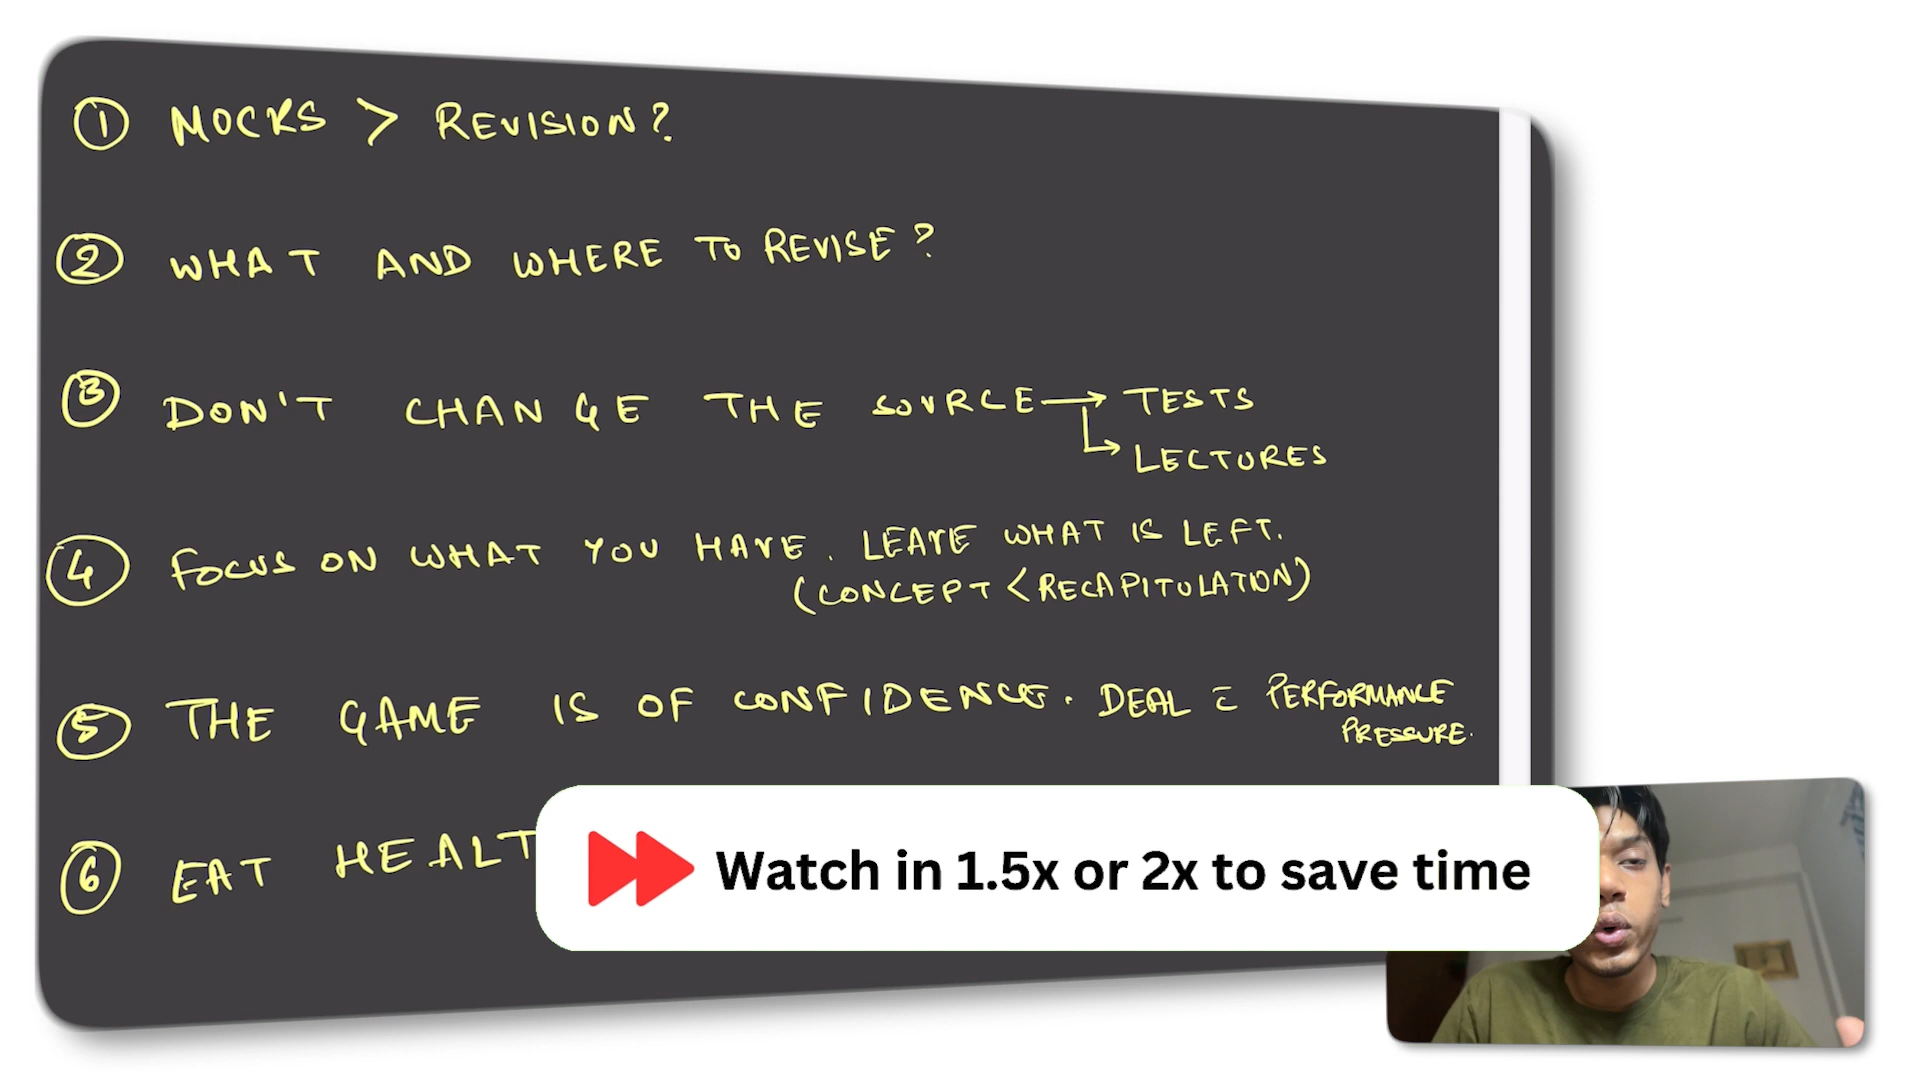 ① MOCKS > REVISION?
② WHAT AND WHERE TO REVISE?
③ DON'T CHANGE THE SOURCE → TESTS
↳ LECTURES
④ FOCUS ON WHAT YOU HAVE. LEAVE WHAT IS LEFT.
(CONCEPT < RECAPITULATION)
⑤ THE GAME IS OF CONFIDENCE. DEAL c̄ PERFORMANCE
PRESSURE.
⑥ EAT HEALT
Watch in 1.5x or 2x to save time